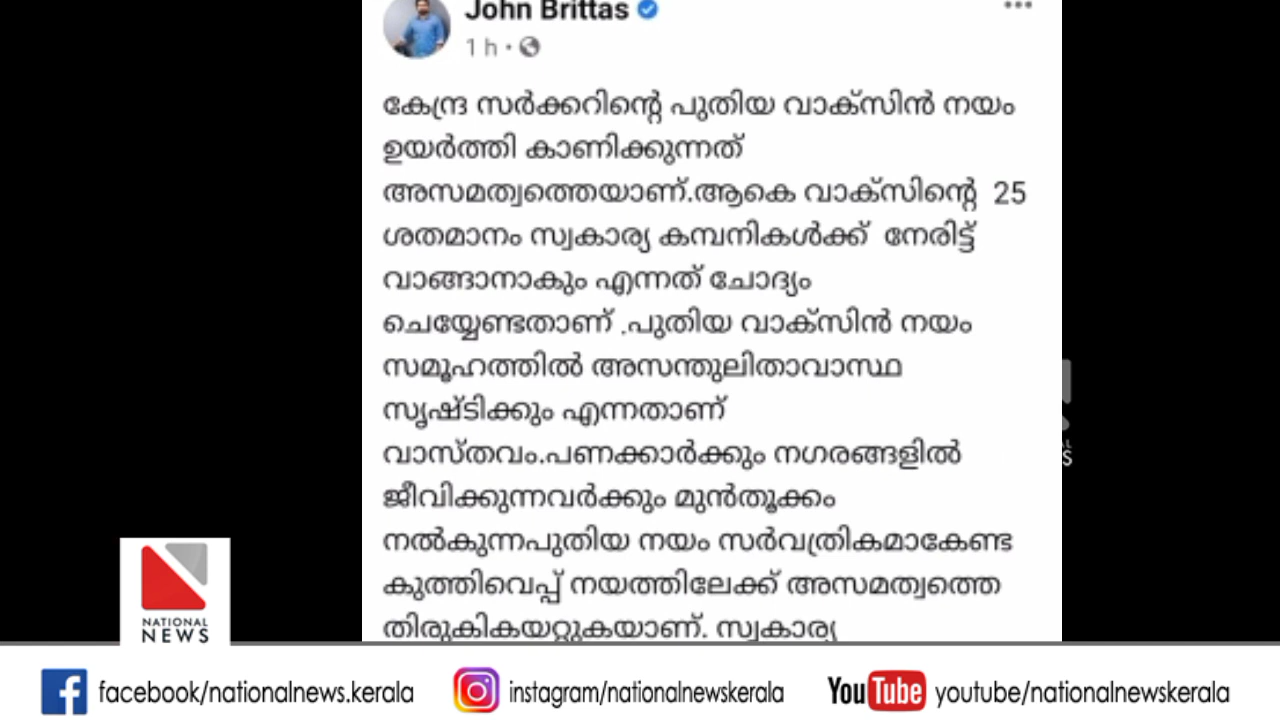 John Brittas
1 h •
കേന്ദ്ര സർക്കറിന്റെ പുതിയ വാക്സിൻ നയം
ഉയർത്തി കാണിക്കുന്നത്
അസമത്വത്തെയാണ്.ആകെ വാക്സിന്റെ 25
ശതമാനം സ്വകാര്യ കമ്പനികൾക്ക് നേരിട്ട്
വാങ്ങാനാകും എന്നത് ചോദ്യം
ചെയ്യേണ്ടതാണ് .പുതിയ വാക്സിൻ നയം
സമൂഹത്തിൽ അസന്തുലിതാവാസ്ഥ
സൃഷ്ടിക്കും എന്നതാണ്
വാസ്തവം.പണക്കാർക്കും നഗരങ്ങളിൽ
ജീവിക്കുന്നവർക്കും മുൻതൂക്കം
നൽകുന്നപുതിയ നയം സർവത്രികമാകേണ്ട
കുത്തിവെപ്പ് നയത്തിലേക്ക് അസമത്വത്തെ
തിരുകികയറ്റുകയാണ്. സ്വകാര്യ
NATIONAL
NEWS
facebook/nationalnews.kerala
instagram/nationalnewskerala
YouTube youtube/nationalnewskerala